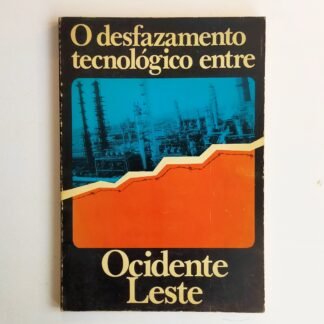 O desfazamento
tecnológico entre
Ocidente
Leste